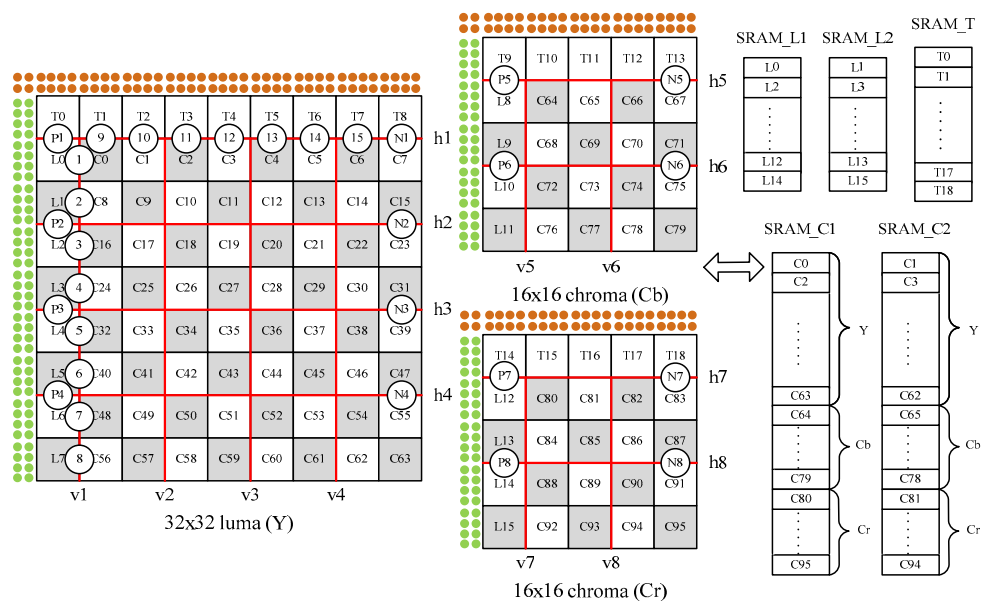 T0 T1 T2 T3 T4 T5 T6 T7 T8
P1 9 10 11 12 13 14 15 N1 h1
L0 1 C0 C1 C2 C3 C4 C5 C6 C7
L1 2 C8 C9 C10 C11 C12 C13 C14 C15
P2 N2 h2
L2 3 C16 C17 C18 C19 C20 C21 C22 C23
L3 4 C24 C25 C26 C27 C28 C29 C30 C31
P3 N3 h3
L4 5 C32 C33 C34 C35 C36 C37 C38 C39
L5 6 C40 C41 C42 C43 C44 C45 C46 C47
P4 N4 h4
L6 7 C48 C49 C50 C51 C52 C53 C54 C55
L7 8 C56 C57 C58 C59 C60 C61 C62 C63
v1 v2 v3 v4
32x32 luma (Y)
T9 T10 T11 T12 T13
P5 N5 h5
L8 C64 C65 C66 C67
L9 C68 C69 C70 C71
P6 N6 h6
L10 C72 C73 C74 C75
L11 C76 C77 C78 C79
v5 v6
16x16 chroma (Cb)
T14 T15 T16 T17 T18
P7 N7 h7
L12 C80 C81 C82 C83
L13 C84 C85 C86 C87
P8 N8 h8
L14 C88 C89 C90 C91
L15 C92 C93 C94 C95
v7 v8
16x16 chroma (Cr)
SRAM_L1
L0
L2
L12
L14
SRAM_L2
L1
L3
L13
L15
SRAM_T
T0
T1
T17
T18
SRAM_C1
C0
C2
Y
C63
C64
Cb
C79
C80
Cr
C95
SRAM_C2
C1
C3
Y
C62
C65
Cb
C78
C81
Cr
C94